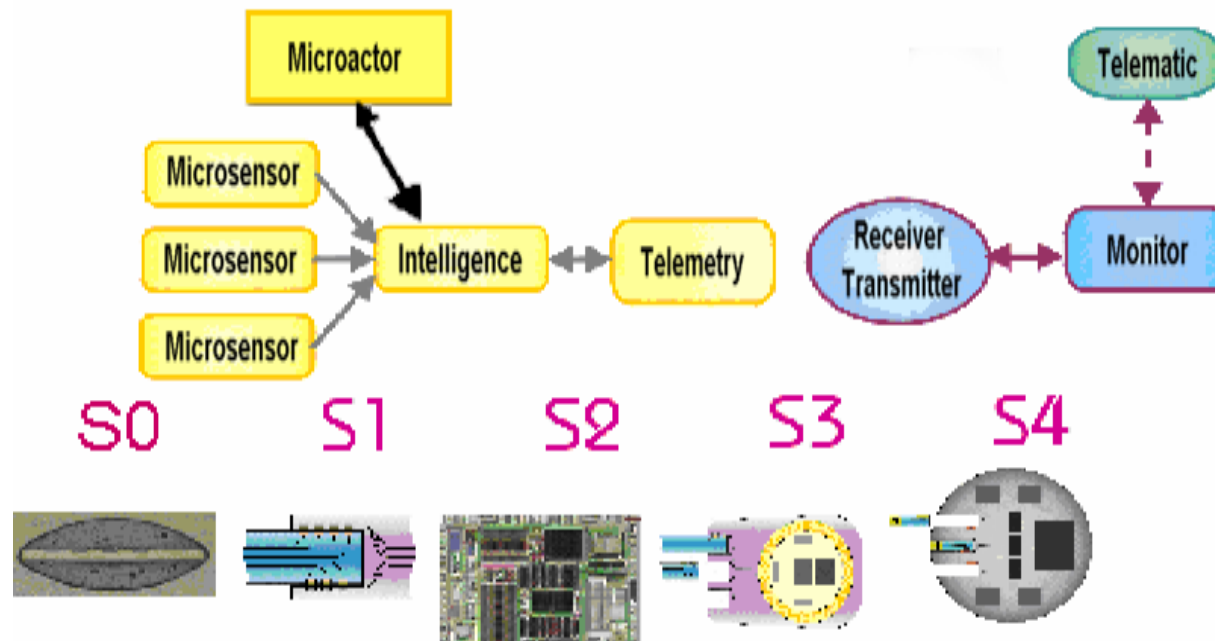 Microactor
Telematic
Microsensor
Microsensor
Microsensor
Intelligence
Telemetry
Receiver
Transmitter
Monitor
S0
S1
S2
S3
S4